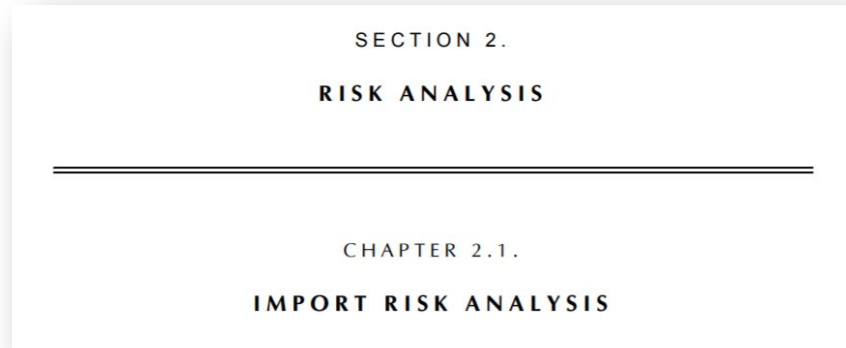 SECTION 2.
RISK ANALYSIS
CHAPTER 2.1.
IMPORT RISK ANALYSIS